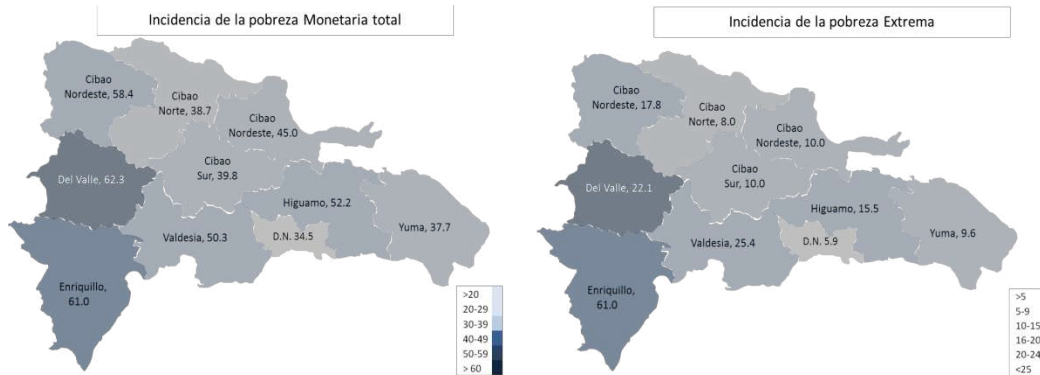 Incidencia de la pobreza Monetaria total
Cibao
Nordeste, 58.4
Cibao
Norte, 38.7
Cibao
Nordeste, 45.0
Del Valle, 62.3
Cibao
Sur, 39.8
Higuamo, 52.2
Valdesia, 50.3
D.N. 34.5
Yuma, 37.7
Enriquillo,
61.0
>20
20-29
30-39
40-49
50-59
> 60
Incidencia de la pobreza Extrema
Cibao
Nordeste, 17.8
Cibao
Norte, 8.0
Cibao
Nordeste, 10.0
Del Valle, 22.1
Cibao
Sur, 10.0
Higuamo, 15.5
Valdesia, 25.4
D.N. 5.9
Yuma, 9.6
Enriquillo,
61.0
>5
5-9
10-15
16-20
20-24
<25